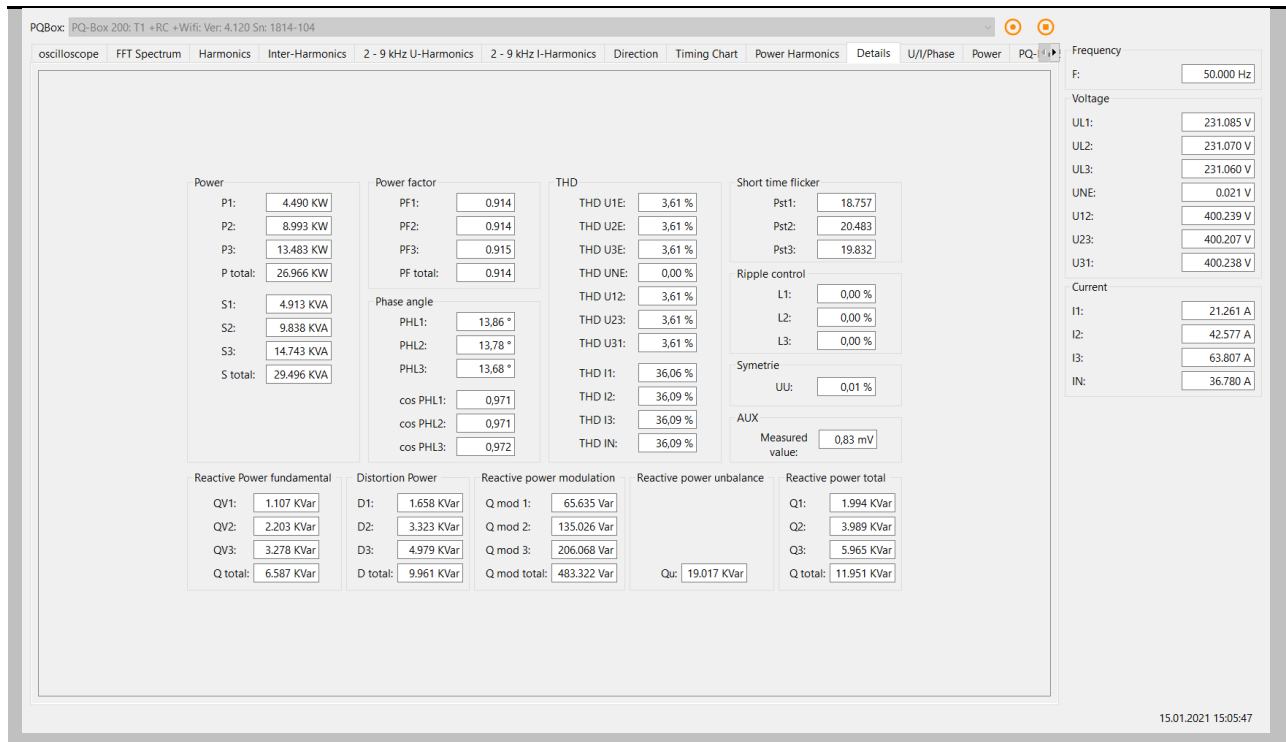 PQBox: PQ-Box 200: T1 +RC +Wifi: Ver: 4.120 Sn: 1814-104
oscilloscope FFT Spectrum Harmonics Inter-Harmonics 2 - 9 kHz U-Harmonics 2 - 9 kHz I-Harmonics Direction Timing Chart Power Harmonics Details U/I/Phase Power PQ-
Power
P1: 4.490 KW
P2: 8.993 KW
P3: 13.483 KW
P total: 26.966 KW
S1: 4.913 KVA
S2: 9.838 KVA
S3: 14.743 KVA
S total: 29.496 KVA
Power factor
PF1: 0.914
PF2: 0.914
PF3: 0.915
PF total: 0.914
Phase angle
PHL1: 13,86 °
PHL2: 13,78 °
PHL3: 13,68 °
cos PHL1: 0,971
cos PHL2: 0,971
cos PHL3: 0,972
THD
THD U1E: 3,61 %
THD U2E: 3,61 %
THD U3E: 3,61 %
THD UNE: 0,00 %
THD U12: 3,61 %
THD U23: 3,61 %
THD U31: 3,61 %
THD I1: 36,06 %
THD I2: 36,09 %
THD I3: 36,09 %
THD IN: 36,09 %
Short time flicker
Pst1: 18.757
Pst2: 20.483
Pst3: 19.832
Ripple control
L1: 0,00 %
L2: 0,00 %
L3: 0,00 %
Symetrie
UU: 0,01 %
AUX
Measured value: 0,83 mV
Reactive Power fundamental
QV1: 1.107 KVar
QV2: 2.203 KVar
QV3: 3.278 KVar
Q total: 6.587 KVar
Distortion Power
D1: 1.658 KVar
D2: 3.323 KVar
D3: 4.979 KVar
D total: 9.961 KVar
Reactive power modulation
Q mod 1: 65.635 Var
Q mod 2: 135.026 Var
Q mod 3: 206.068 Var
Q mod total: 483.322 Var
Reactive power unbalance
Qu: 19.017 KVar
Reactive power total
Q1: 1.994 KVar
Q2: 3.989 KVar
Q3: 5.965 KVar
Q total: 11.951 KVar
Frequency
F: 50.000 Hz
Voltage
UL1: 231.085 V
UL2: 231.070 V
UL3: 231.060 V
UNE: 0.021 V
U12: 400.239 V
U23: 400.207 V
U31: 400.238 V
Current
I1: 21.261 A
I2: 42.577 A
I3: 63.807 A
IN: 36.780 A
15.01.2021 15:05:47